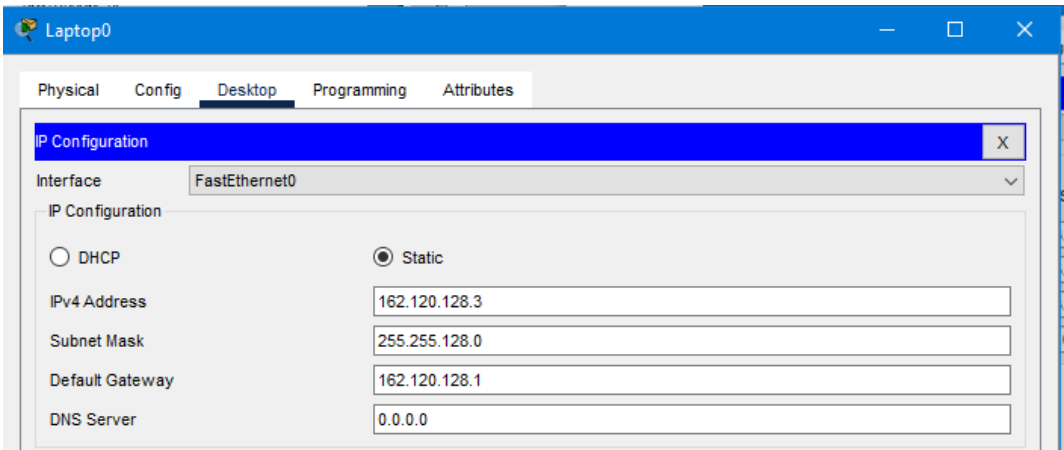 Laptop0
Physical Config Desktop Programming Attributes
IP Configuration X
Interface FastEthernet0
IP Configuration
DHCP Static
IPv4 Address 162.120.128.3
Subnet Mask 255.255.128.0
Default Gateway 162.120.128.1
DNS Server 0.0.0.0